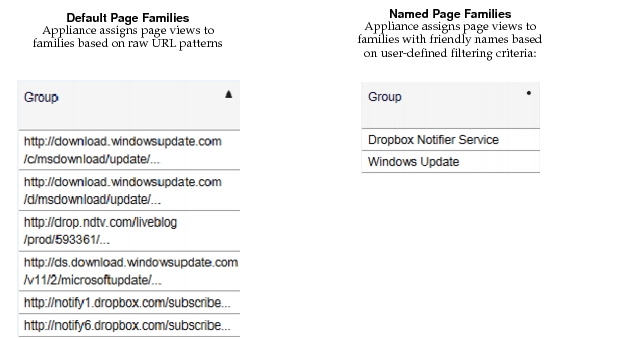 Default Page Families
Appliance assigns page views to
families based on raw URL patterns
Group
http://download.windowsupdate.com
/c/msdownload/update/...
http://download.windowsupdate.com
/d/msdownload/update/...
http://drop.ndtv.com/liveblog
/prod/593361/...
http://ds.download.windowsupdate.com
/v11/2/microsoftupdate/...
http://notify1.dropbox.com/subscribe...
http://notify6.dropbox.com/subscribe...
Named Page Families
Appliance assigns page views to
families with friendly names based
on user-defined filtering criteria:
Group
Dropbox Notifier Service
Windows Update